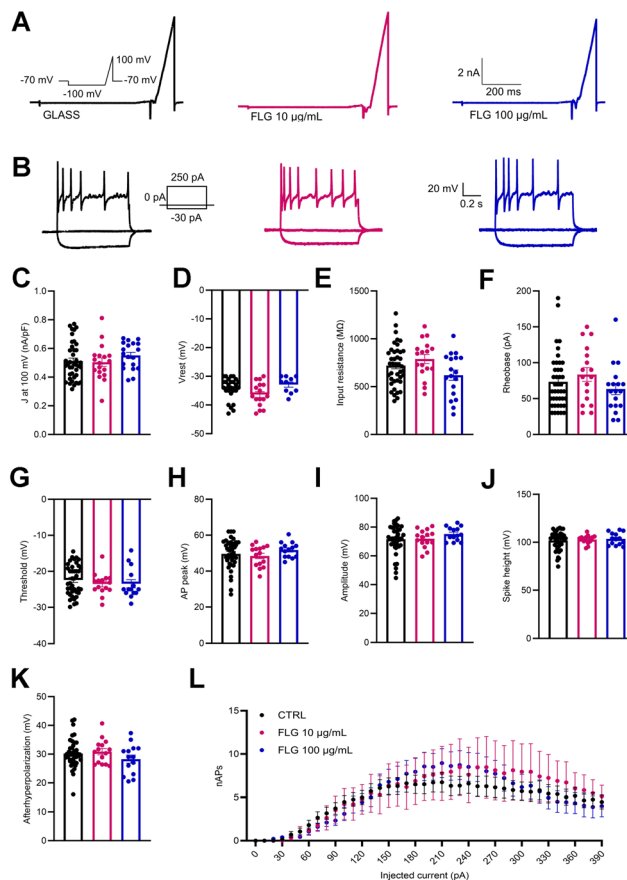 A
100 mV
-70 mV
-70 mV
-100 mV
GLASS
FLG 10 µg/mL
2 nA
200 ms
FLG 100 µg/mL
B
250 pA
0 pA
-30 pA
20 mV
0.2 s
C
J at 100 mV (nA/pF)
1.0
0.8
0.6
0.4
0.2
0.0
D
Vrest (mV)
0
-10
-20
-30
-40
-50
E
Input resistance (MΩ)
1500
1000
500
0
F
Rheobase (pA)
200
150
100
50
0
G
Threshold (mV)
0
-10
-20
-30
-40
H
AP peak (mV)
80
60
40
20
0
I
Amplitude (mV)
100
80
60
40
20
0
J
Spike height (mV)
150
100
50
0
K
Afterhyperpolarization (mV)
50
40
30
20
10
0
L
nAPs
15
10
5
0
CTRL
FLG 10 µg/mL
FLG 100 µg/mL
0
30
60
90
120
150
180
210
240
270
300
330
360
390
Injected current (pA)